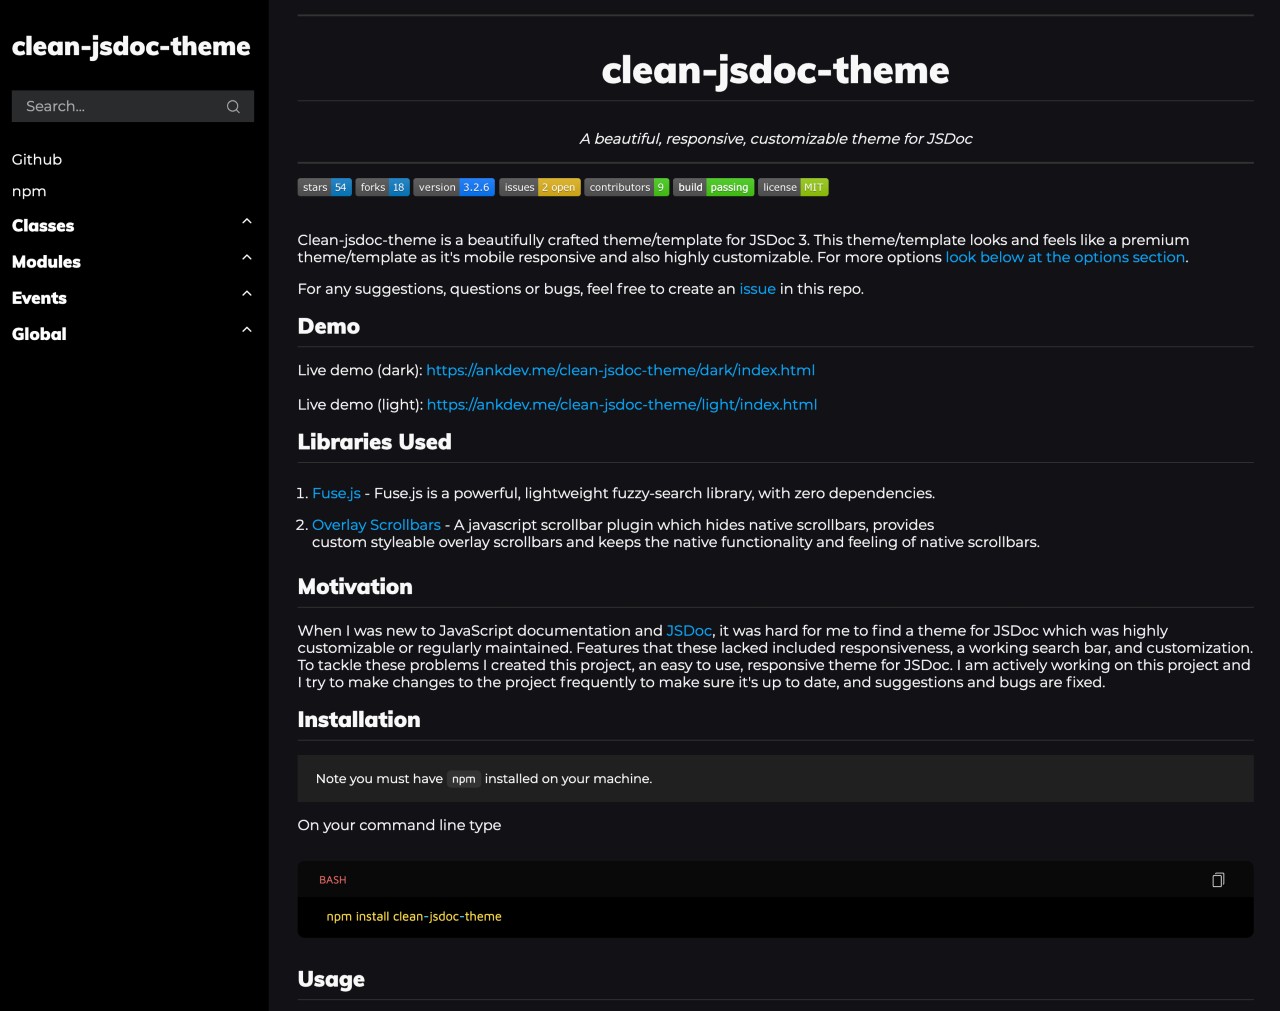 clean-jsdoc-theme
Search...
Github
npm
Classes
Modules
Events
Global
clean-jsdoc-theme
A beautiful, responsive, customizable theme for JSDoc
stars 54 forks 18 version 3.2.6 issues 2 open contributors 9 build passing license MIT
Clean-jsdoc-theme is a beautifully crafted theme/template for JSDoc 3. This theme/template looks and feels like a premium
theme/template as it's mobile responsive and also highly customizable. For more options look below at the options section.
For any suggestions, questions or bugs, feel free to create an issue in this repo.
Demo
Live demo (dark): https://ankdev.me/clean-jsdoc-theme/dark/index.html
Live demo (light): https://ankdev.me/clean-jsdoc-theme/light/index.html
Libraries Used
1. Fuse.js - Fuse.js is a powerful, lightweight fuzzy-search library, with zero dependencies.
2. Overlay Scrollbars - A javascript scrollbar plugin which hides native scrollbars, provides
custom styleable overlay scrollbars and keeps the native functionality and feeling of native scrollbars.
Motivation
When I was new to JavaScript documentation and JSDoc, it was hard for me to find a theme for JSDoc which was highly
customizable or regularly maintained. Features that these lacked included responsiveness, a working search bar, and customization.
To tackle these problems I created this project, an easy to use, responsive theme for JSDoc. I am actively working on this project and
I try to make changes to the project frequently to make sure it's up to date, and suggestions and bugs are fixed.
Installation
Note you must have npm installed on your machine.
On your command line type
BASH
npm install clean-jsdoc-theme
Usage